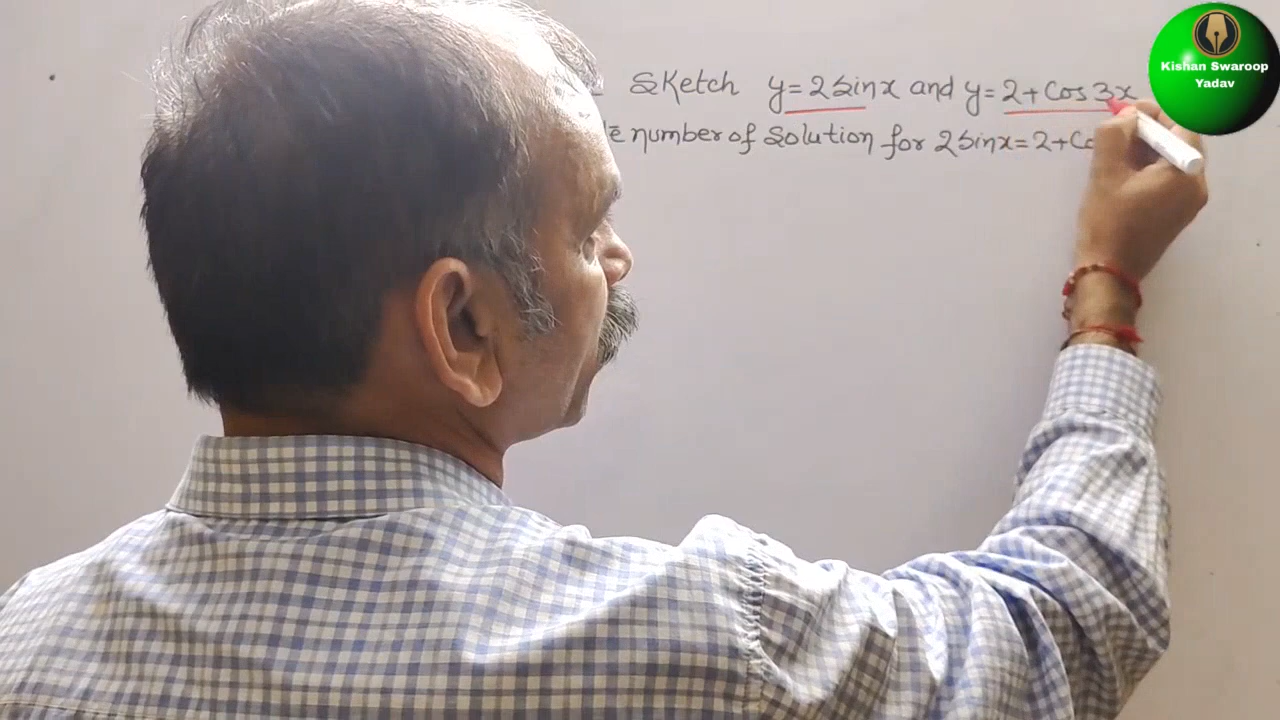 Sketch y=2sinx and y=2+cos3x
number of solution for 2sinx=2+Co
Kishan Swaroop
Yadav